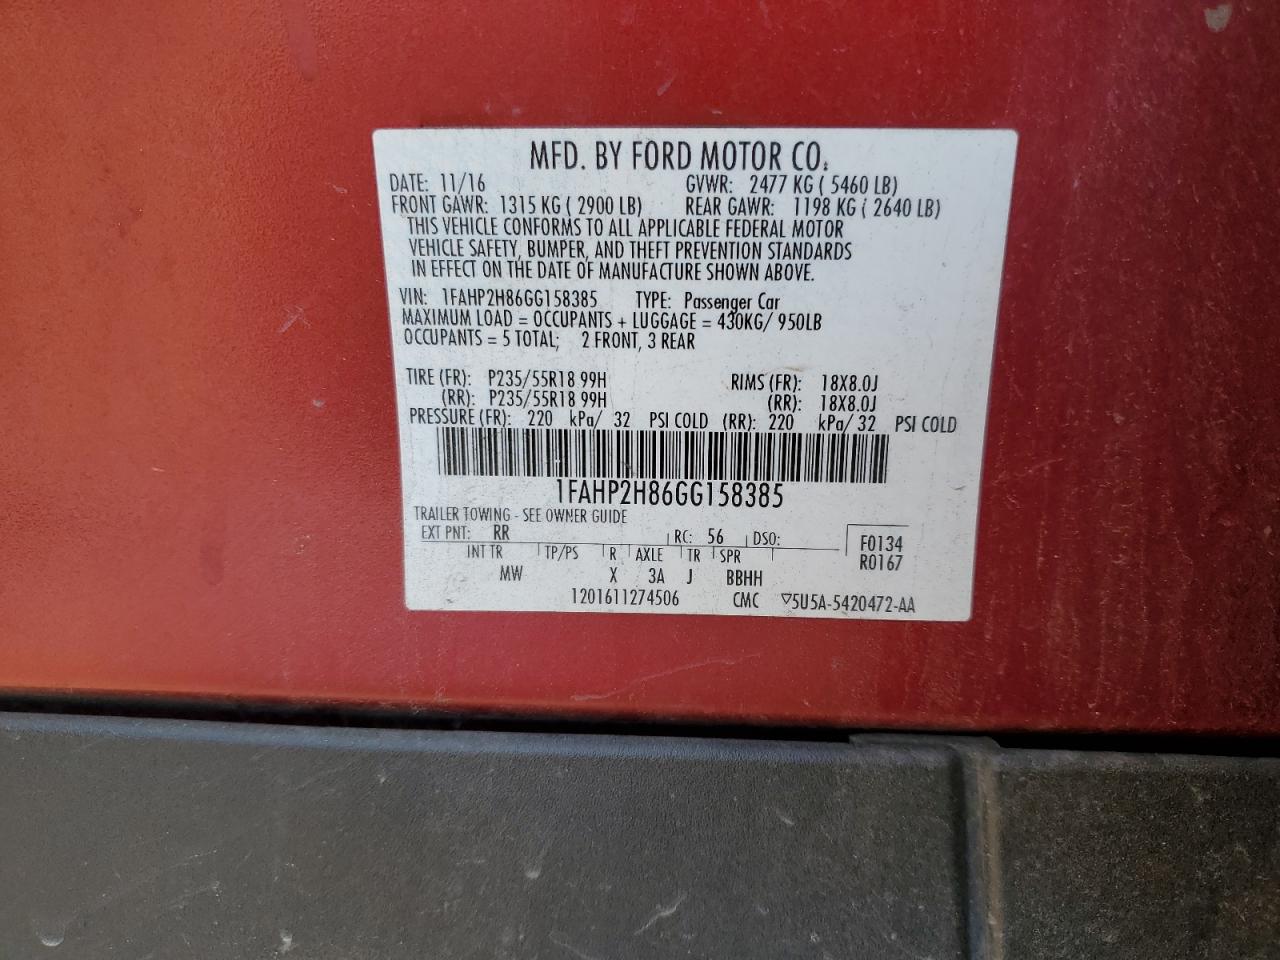 MFD. BY FORD MOTOR CO.
DATE: 11/16 GVWR: 2477 KG ( 5460 LB)
FRONT GAWR: 1315 KG ( 2900 LB) REAR GAWR: 1198 KG ( 2640 LB)
THIS VEHICLE CONFORMS TO ALL APPLICABLE FEDERAL MOTOR
VEHICLE SAFETY, BUMPER, AND THEFT PREVENTION STANDARDS
IN EFFECT ON THE DATE OF MANUFACTURE SHOWN ABOVE.
VIN: 1FAHP2H86GG158385 TYPE: Passenger Car
MAXIMUM LOAD = OCCUPANTS + LUGGAGE = 430KG/ 950LB
OCCUPANTS = 5 TOTAL; 2 FRONT, 3 REAR
TIRE (FR): P235/55R18 99H RIMS (FR): 18X8.0J
(RR): P235/55R18 99H (RR): 18X8.0J
PRESSURE (FR): 220 kPa/ 32 PSI COLD (RR): 220 kPa/ 32 PSI COLD
1FAHP2H86GG158385
TRAILER TOWING - SEE OWNER GUIDE
EXT PNT: RR RC: 56 DSO: F0134
INT TR TP/PS R AXLE TR SPR R0167
MW X 3A J BBHH
1201611274506 CMC ▽5U5A-5420472-AA